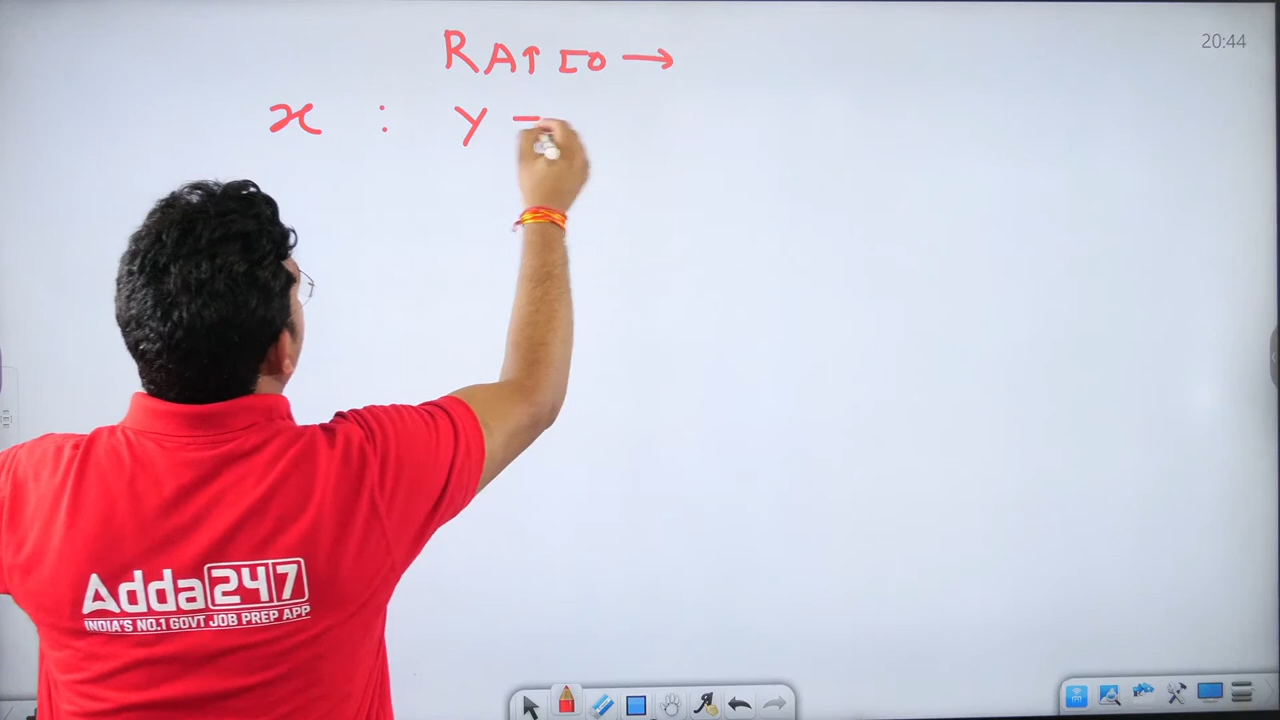 20:44
RATIO →
x : y -
Adda247
INDIA'S NO.1 GOVT JOB PREP APP